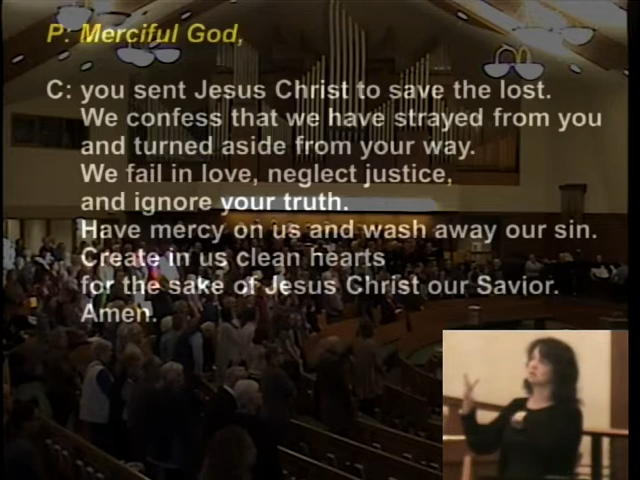 P: Merciful God,
C: you sent Jesus Christ to save the lost.
We confess that we have strayed from you
and turned aside from your way.
We fail in love, neglect justice,
and ignore your truth.
Have mercy on us and wash away our sin.
Create in us clean hearts
for the sake of Jesus Christ our Savior.
Amen.